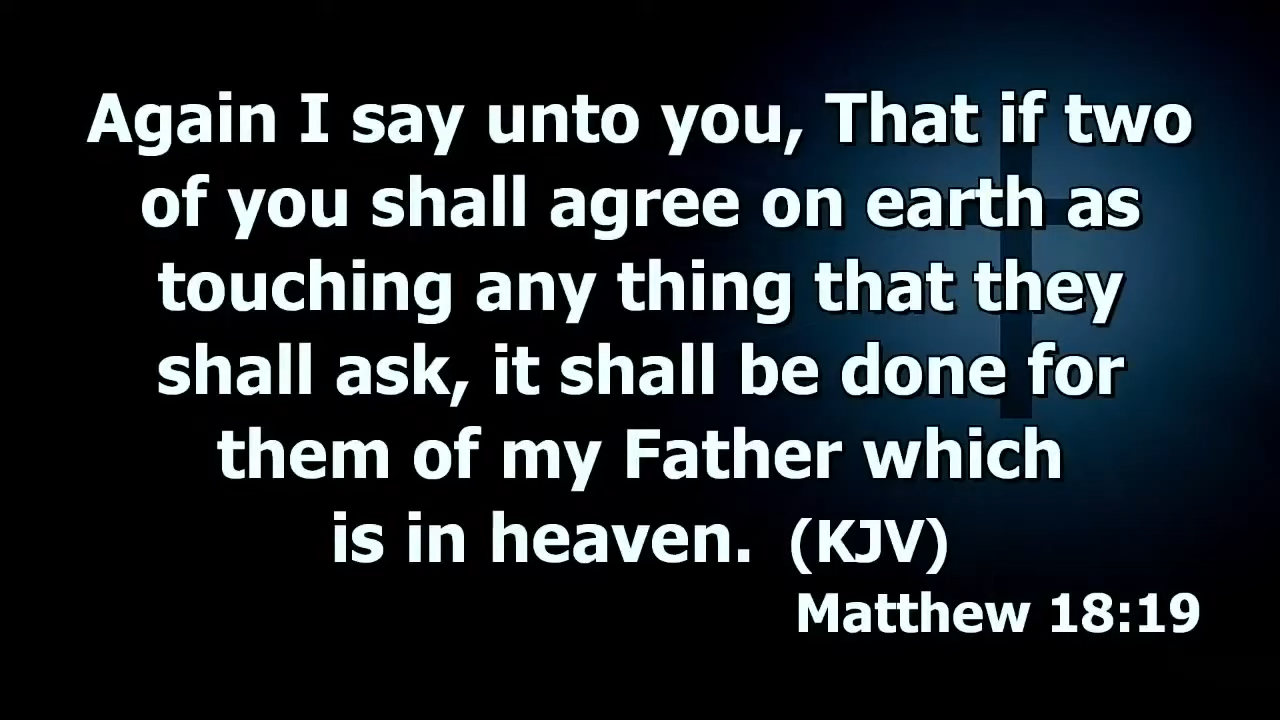 Again I say unto you, That if two
of you shall agree on earth as
touching any thing that they
shall ask, it shall be done for
them of my Father which
is in heaven. (KJV)
Matthew 18:19